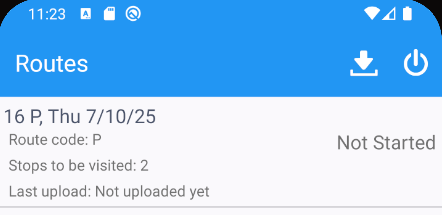 11:23
Routes
16 P, Thu 7/10/25
Route code: P
Not Started
Stops to be visited: 2
Last upload: Not uploaded yet